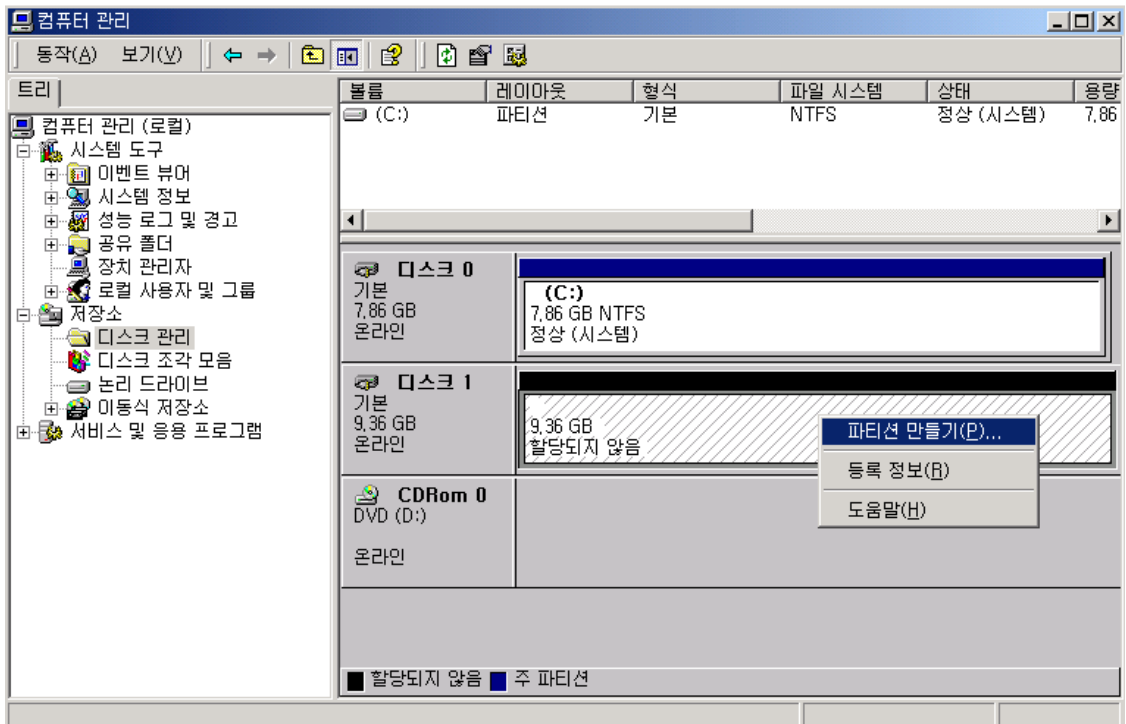 컴퓨터 관리
동작(A) 보기(V)
트리
컴퓨터 관리 (로컬)
시스템 도구
이벤트 뷰어
시스템 정보
성능 로그 및 경고
공유 폴더
장치 관리자
로컬 사용자 및 그룹
저장소
디스크 관리
디스크 조각 모음
논리 드라이브
이동식 저장소
서비스 및 응용 프로그램
볼륨 레이아웃 형식 파일 시스템 상태 용량
(C:) 파티션 기본 NTFS 정상 (시스템) 7,86
디스크 0
기본
7,86 GB
온라인
(C:)
7,86 GB NTFS
정상 (시스템)
디스크 1
기본
9,36 GB
온라인
9,36 GB
할당되지 않음
파티션 만들기(P)...
등록 정보(R)
도움말(H)
CDRom 0
DVD (D:)
온라인
할당되지 않음 주 파티션